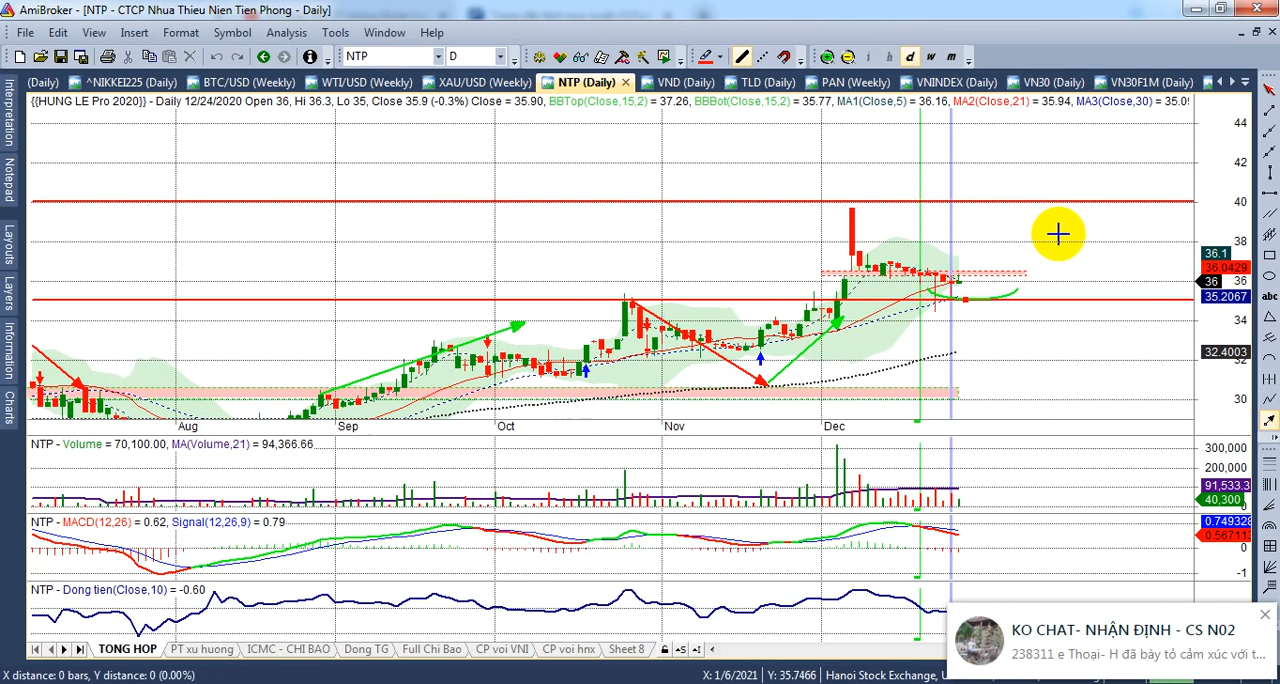 AmiBroker - [NTP - CTCP Nhua Thieu Nien Tien Phong - Daily]
File Edit View Insert Format Symbol Analysis Tools Window Help
NTP D i h d w m
(Daily) ^NIKKEI225 (Daily) BTC/USD (Weekly) WTI/USD (Weekly) XAU/USD (Weekly) NTP (Daily) VND (Daily) TLD (Daily) PAN (Weekly) VNINDEX (Daily) VN30 (Daily) VN30F1M (Daily)
{{HUNG LE Pro 2020}} - Daily 12/24/2020 Open 36, Hi 36.3, Lo 35, Close 35.9 (-0.3%) Close = 35.90, BBTop(Close,15,2) = 37.26, BBBot(Close,15,2) = 35.77, MA1(Close,5) = 36.16, MA2(Close,21) = 35.94, MA3(Close,30) = 35.0
Interpretation
Notepad
Layouts
Layers
Information
Charts
abc
44
42
40
38
36.1
36.0429
36
36
35.2067
34
32.4003
32
30
Aug Sep Oct Nov Dec
NTP - Volume = 70,100.00, MA(Volume,21) = 94,366.66
300,000
200,000
91,533.3
40,300
0
NTP - MACD(12,26) = 0.62, Signal(12,26,9) = 0.79
0.749328
0.567111
0
-1
NTP - Dong tien(Close,10) = -0.60
KO CHAT- NHẬN ĐỊNH - CS N02
238311 e Thoại- H đã bày tỏ cảm xúc với t...
TONG HOP PT xu huong ICMC - CHI BAO Dong TG Full Chi Bao CP voi VNI CP voi hnx Sheet 8
X distance: 0 bars, Y distance: 0 (0.00%) X: 1/6/2021 Y: 35.7466 Hanoi Stock Exchange,